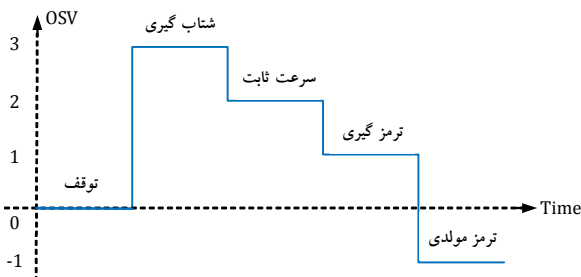 OSV
شتاب گیری
3
سرعت ثابت
2
ترمز گیری
1
توقف
Time
0
ترمز مولدی
-1